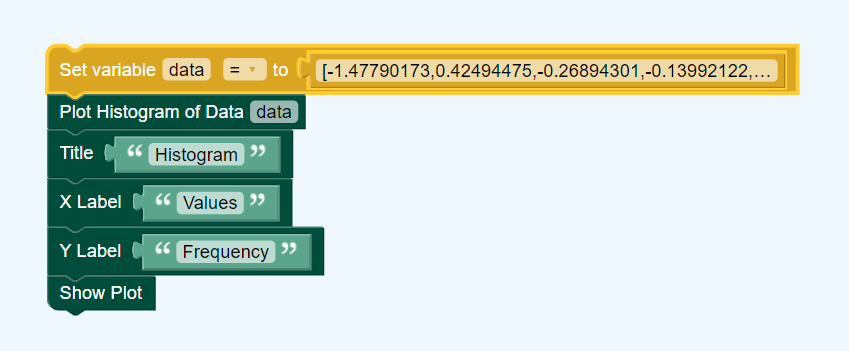 Set variable data = to [-1.47790173,0.42494475,-0.26894301,-0.13992122,...
Plot Histogram of Data data
Title “ Histogram ”
X Label “ Values ”
Y Label “ Frequency ”
Show Plot